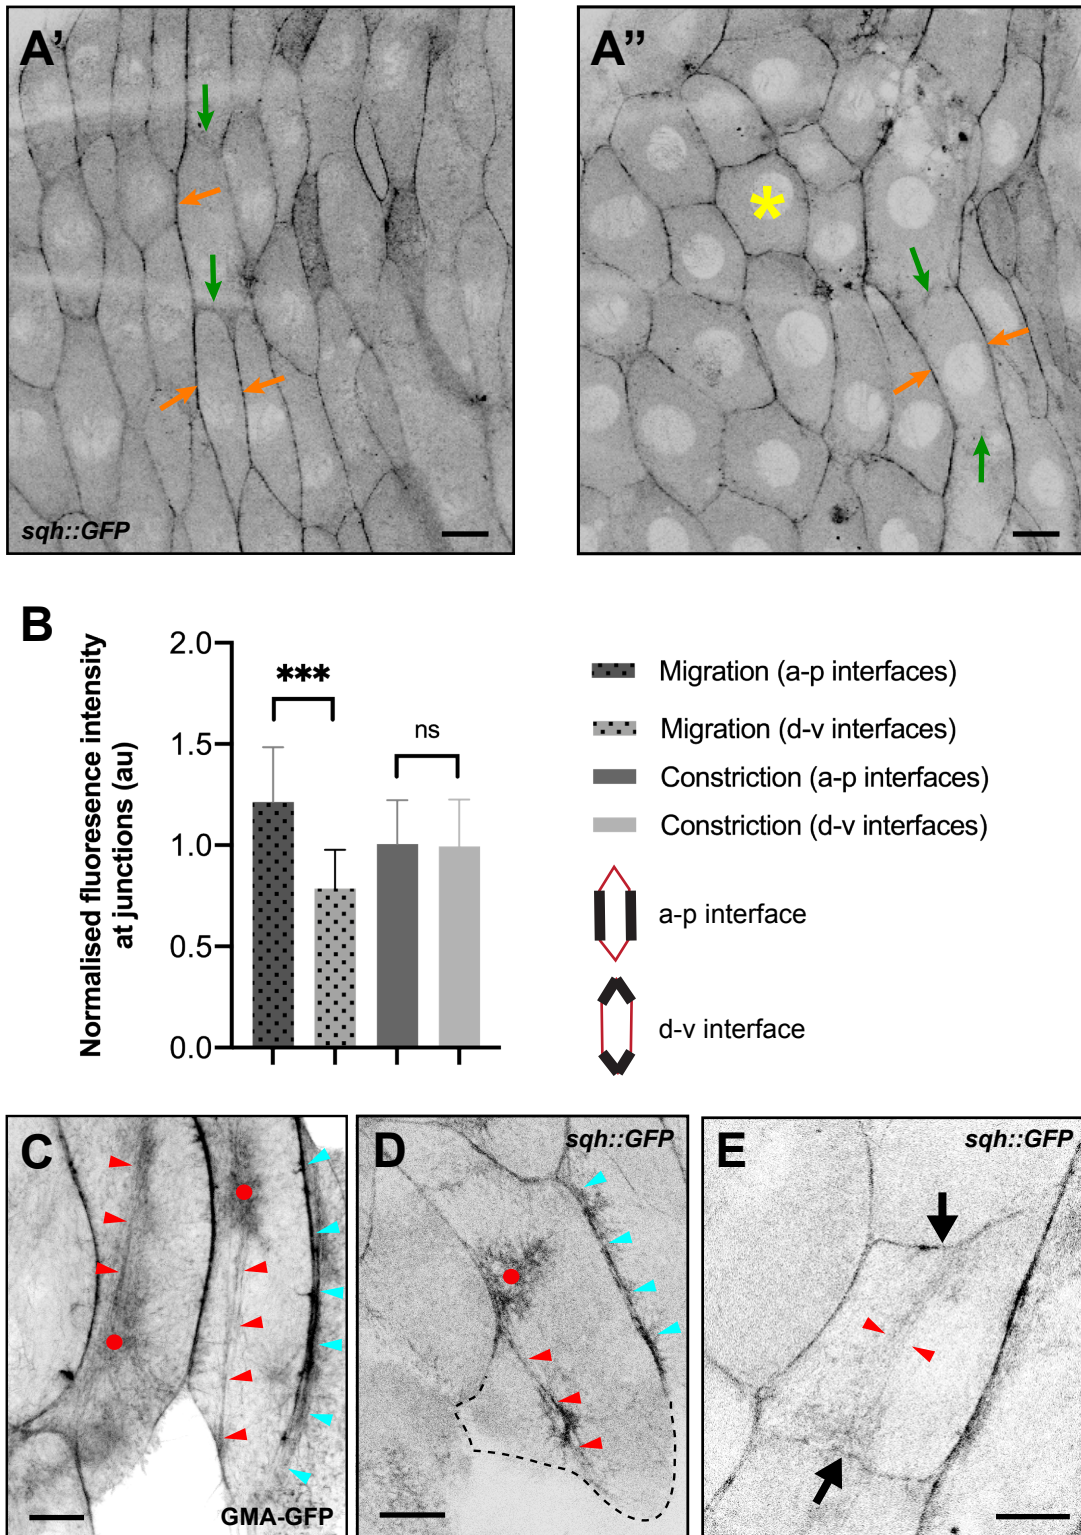 A’
A”
*
sqh::GFP
B
Normalised fluoresence intensity
at junctions (au)
2.0
1.5
1.0
0.5
0.0
***
ns
Migration (a-p interfaces)
Migration (d-v interfaces)
Constriction (a-p interfaces)
Constriction (d-v interfaces)
a-p interface
d-v interface
C
GMA-GFP
D
sqh::GFP
E
sqh::GFP